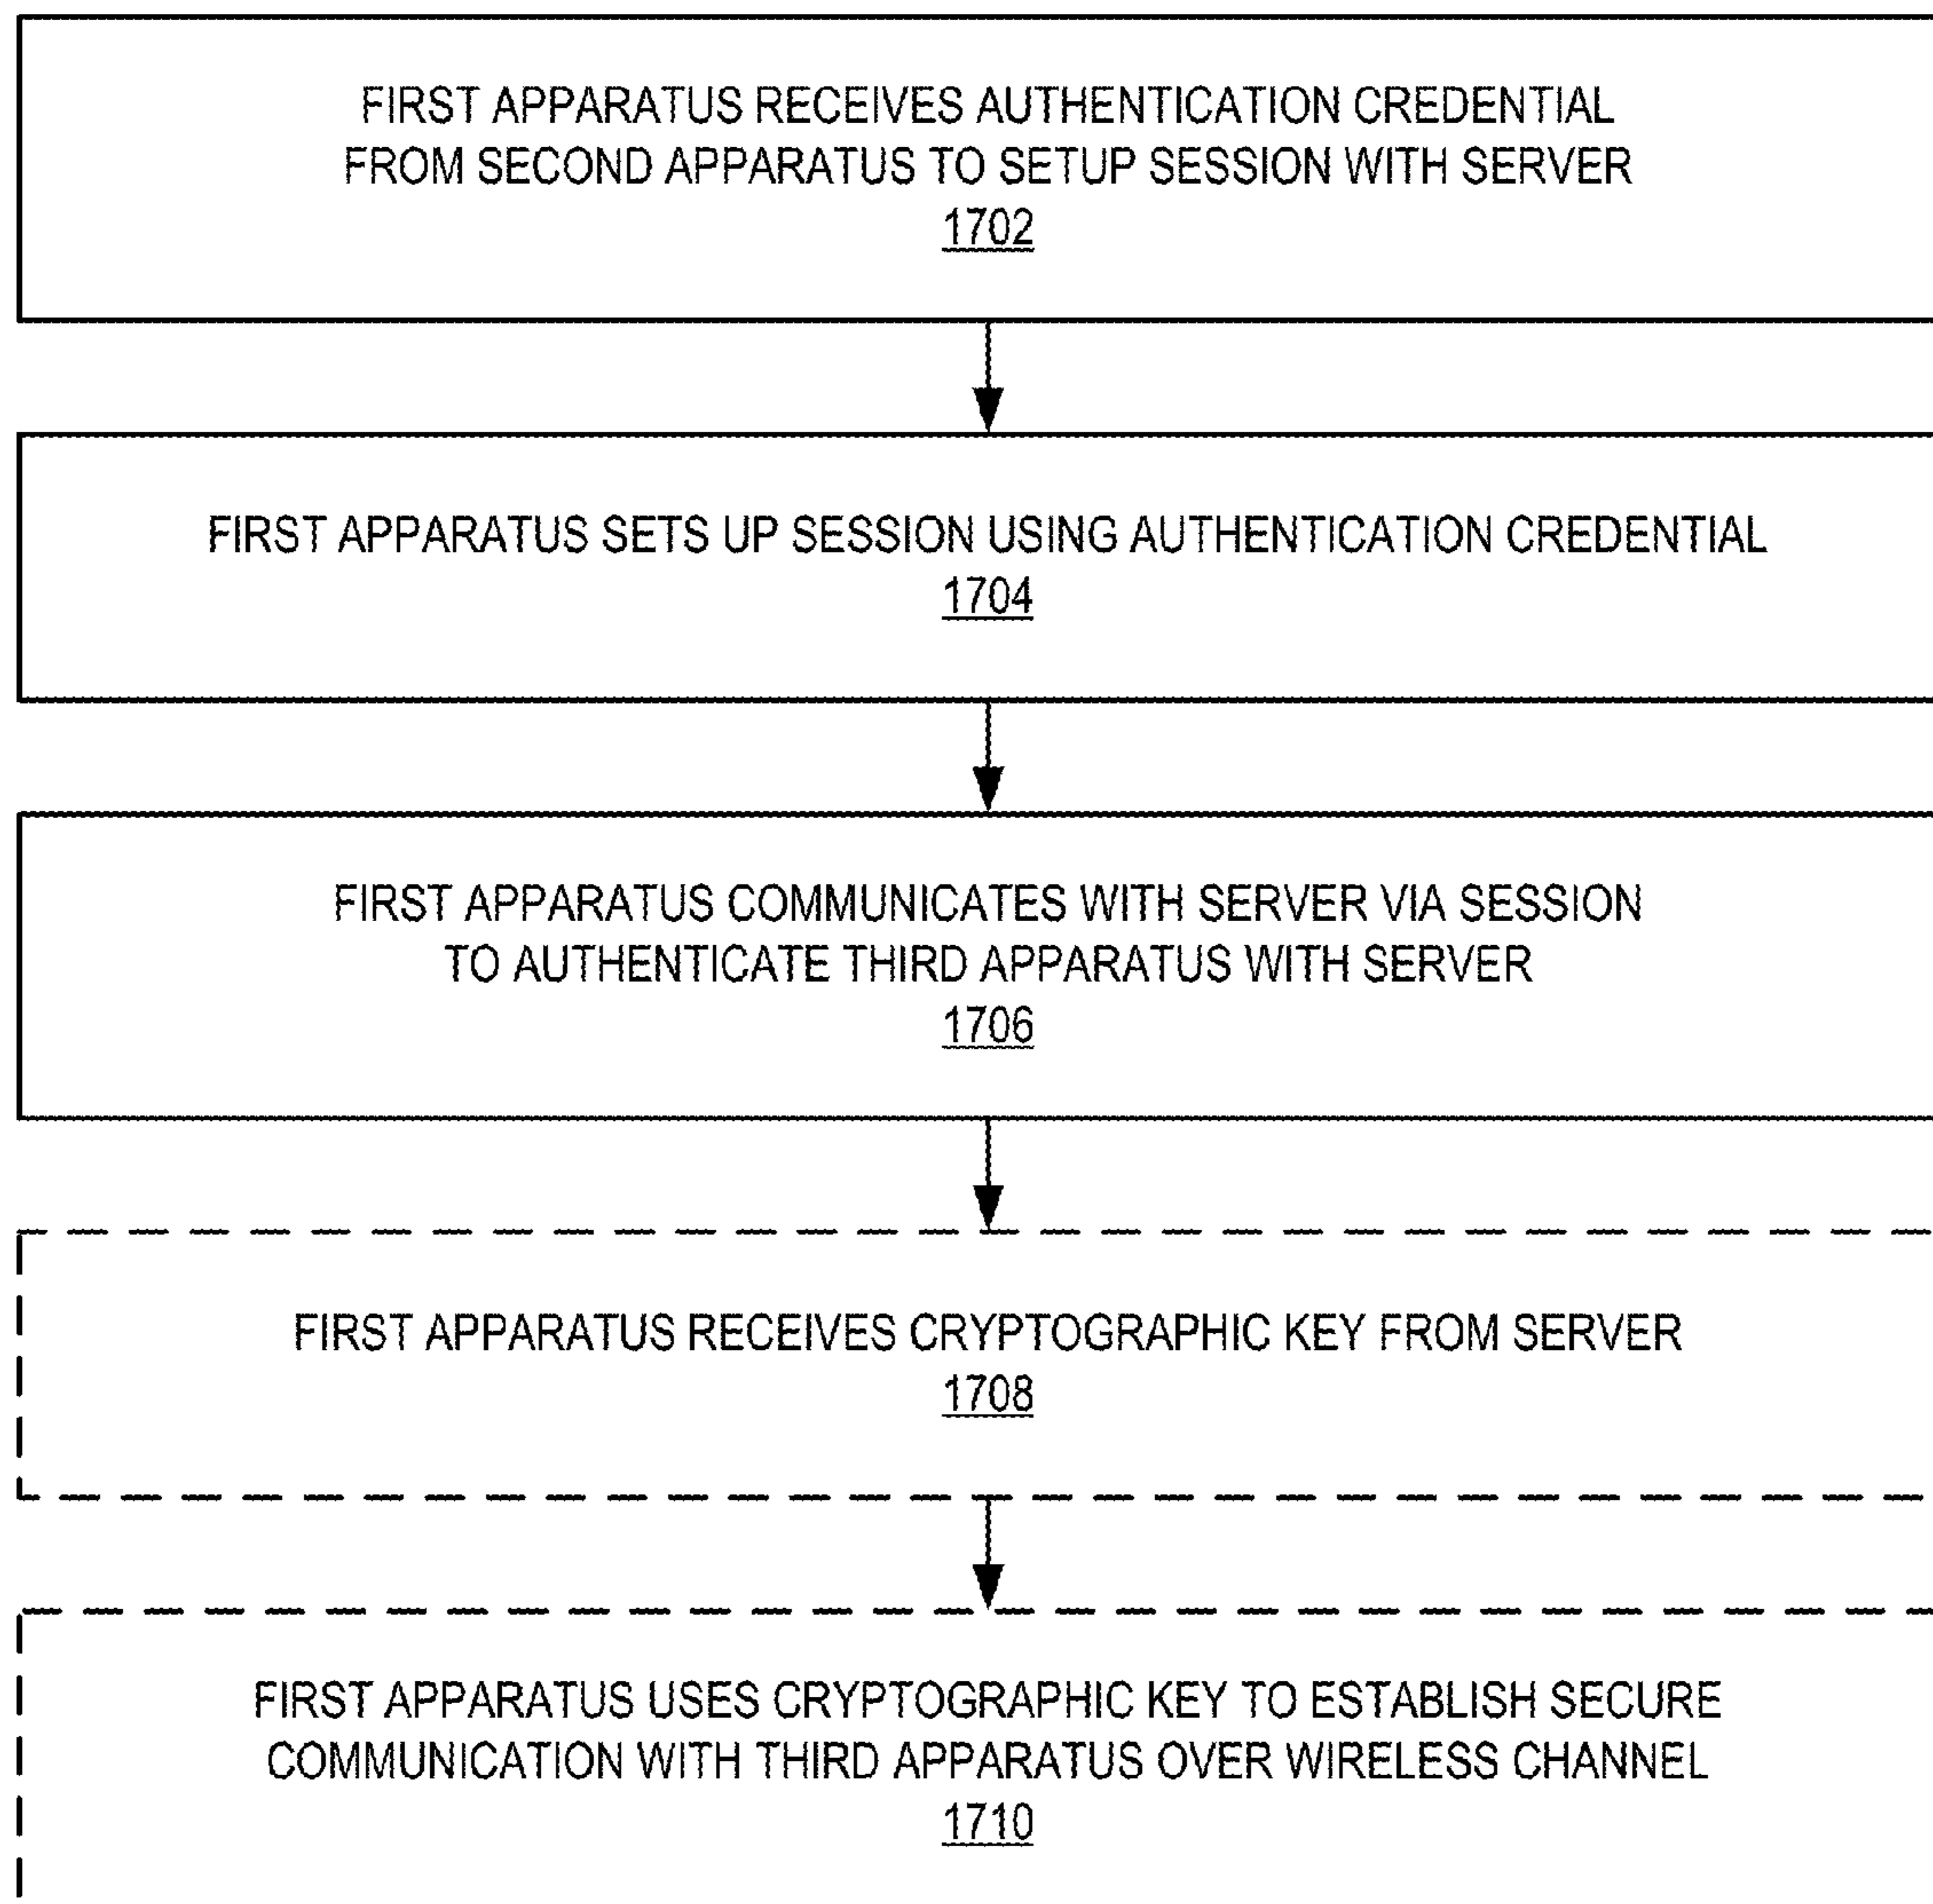 FIRST APPARATUS RECEIVES AUTHENTICATION CREDENTIAL
FROM SECOND APPARATUS TO SETUP SESSION WITH SERVER
1702
FIRST APPARATUS SETS UP SESSION USING AUTHENTICATION CREDENTIAL
1704
FIRST APPARATUS COMMUNICATES WITH SERVER VIA SESSION
TO AUTHENTICATE THIRD APPARATUS WITH SERVER
1706
FIRST APPARATUS RECEIVES CRYPTOGRAPHIC KEY FROM SERVER
1708
FIRST APPARATUS USES CRYPTOGRAPHIC KEY TO ESTABLISH SECURE
COMMUNICATION WITH THIRD APPARATUS OVER WIRELESS CHANNEL
1710